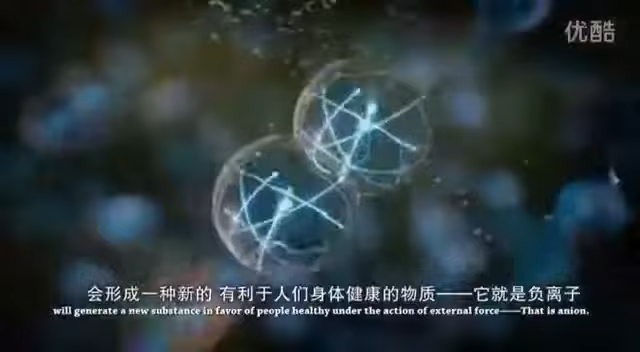 优酷
会形成一种新的 有利于人们身体健康的物质——它就是负离子
will generate a new substance in favor of people healthy under the action of external force——That is anion.